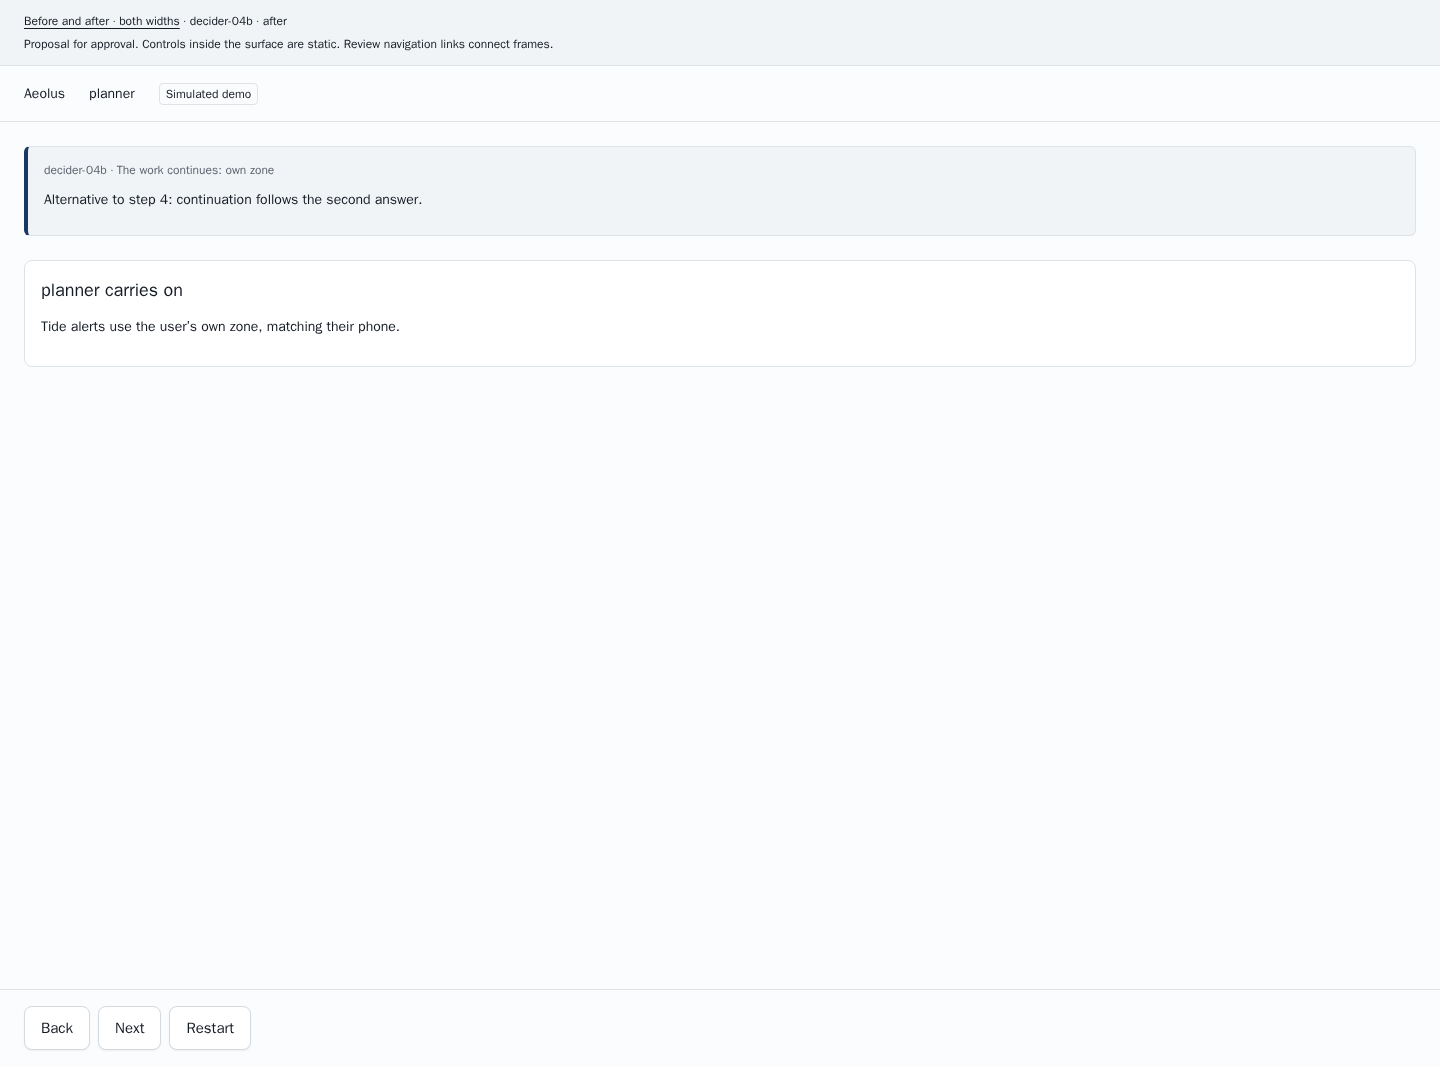 Before and after · both widths · decider-04b · after
Proposal for approval. Controls inside the surface are static. Review navigation links connect frames.
Aeolus planner Simulated demo
decider-04b · The work continues: own zone
Alternative to step 4: continuation follows the second answer.
planner carries on
Tide alerts use the user's own zone, matching their phone.
Back Next Restart